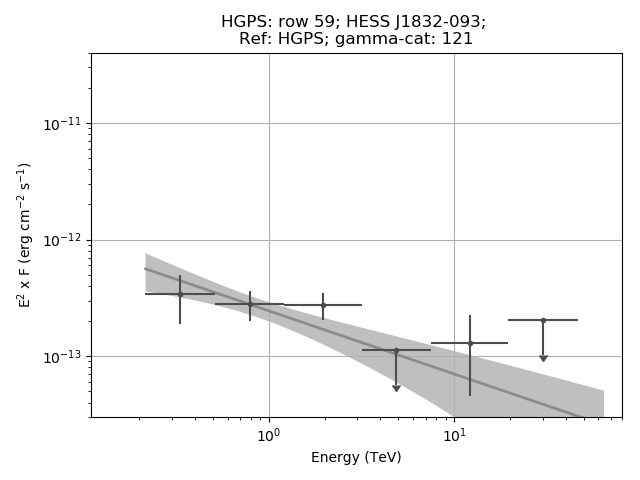 HGPS: row 59; HESS J1832-093;
Ref: HGPS; gamma-cat: 121
E² x F (erg cm⁻² s⁻¹)
10⁻¹¹
10⁻¹²
10⁻¹³
10⁰ 10¹
Energy (TeV)